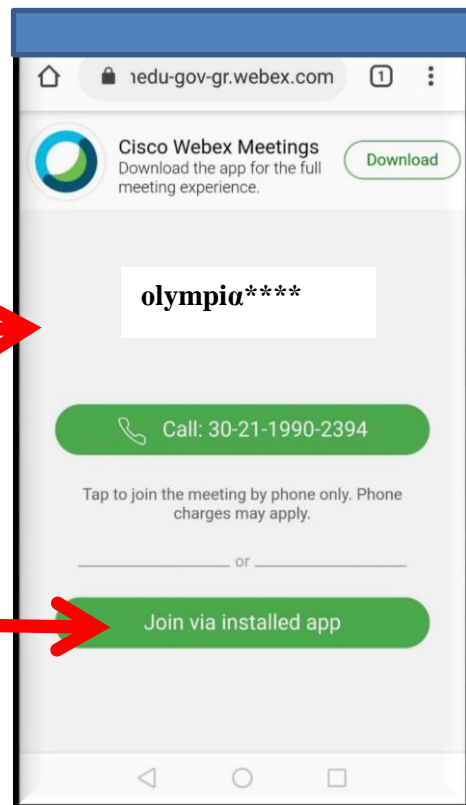 nedu-gov-gr.webex.com 1
Cisco Webex Meetings
Download the app for the full
meeting experience.
Download
olympiα****
Call: 30-21-1990-2394
Tap to join the meeting by phone only. Phone
charges may apply.
or
Join via installed app